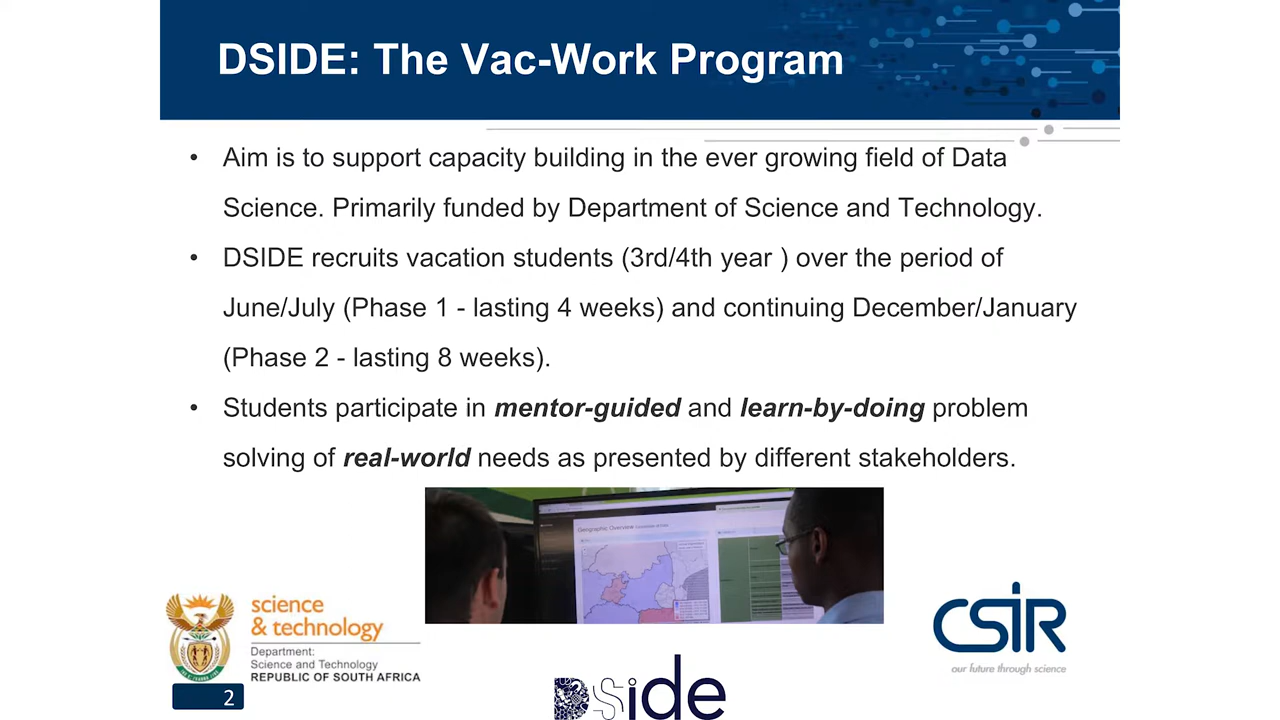 DSIDE: The Vac-Work Program
• Aim is to support capacity building in the ever growing field of Data
Science. Primarily funded by Department of Science and Technology.
• DSIDE recruits vacation students (3rd/4th year ) over the period of
June/July (Phase 1 - lasting 4 weeks) and continuing December/January
(Phase 2 - lasting 8 weeks).
• Students participate in mentor-guided and learn-by-doing problem
solving of real-world needs as presented by different stakeholders.
Geographic Overview
science
& technology
Department:
Science and Technology
REPUBLIC OF SOUTH AFRICA
2
Dside
CSIR
our future through science